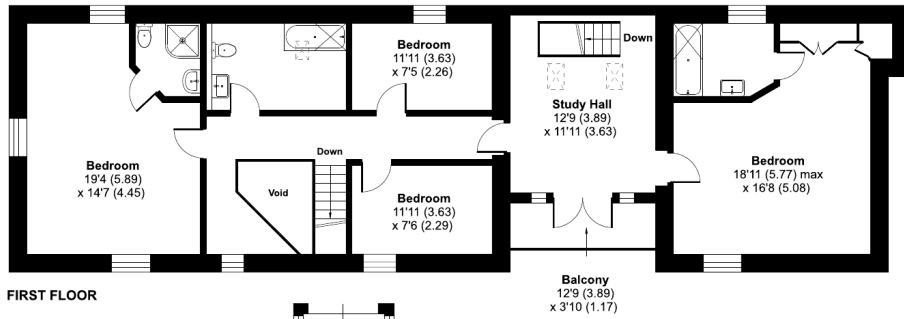 Bedroom
11'11 (3.63)
x 7'5 (2.26)
Down
Study Hall
12'9 (3.89)
x 11'11 (3.63)
Bedroom
19'4 (5.89)
x 14'7 (4.45)
Down
Void
Bedroom
11'11 (3.63)
x 7'6 (2.29)
Bedroom
18'11 (5.77) max
x 16'8 (5.08)
Balcony
12'9 (3.89)
x 3'10 (1.17)
FIRST FLOOR